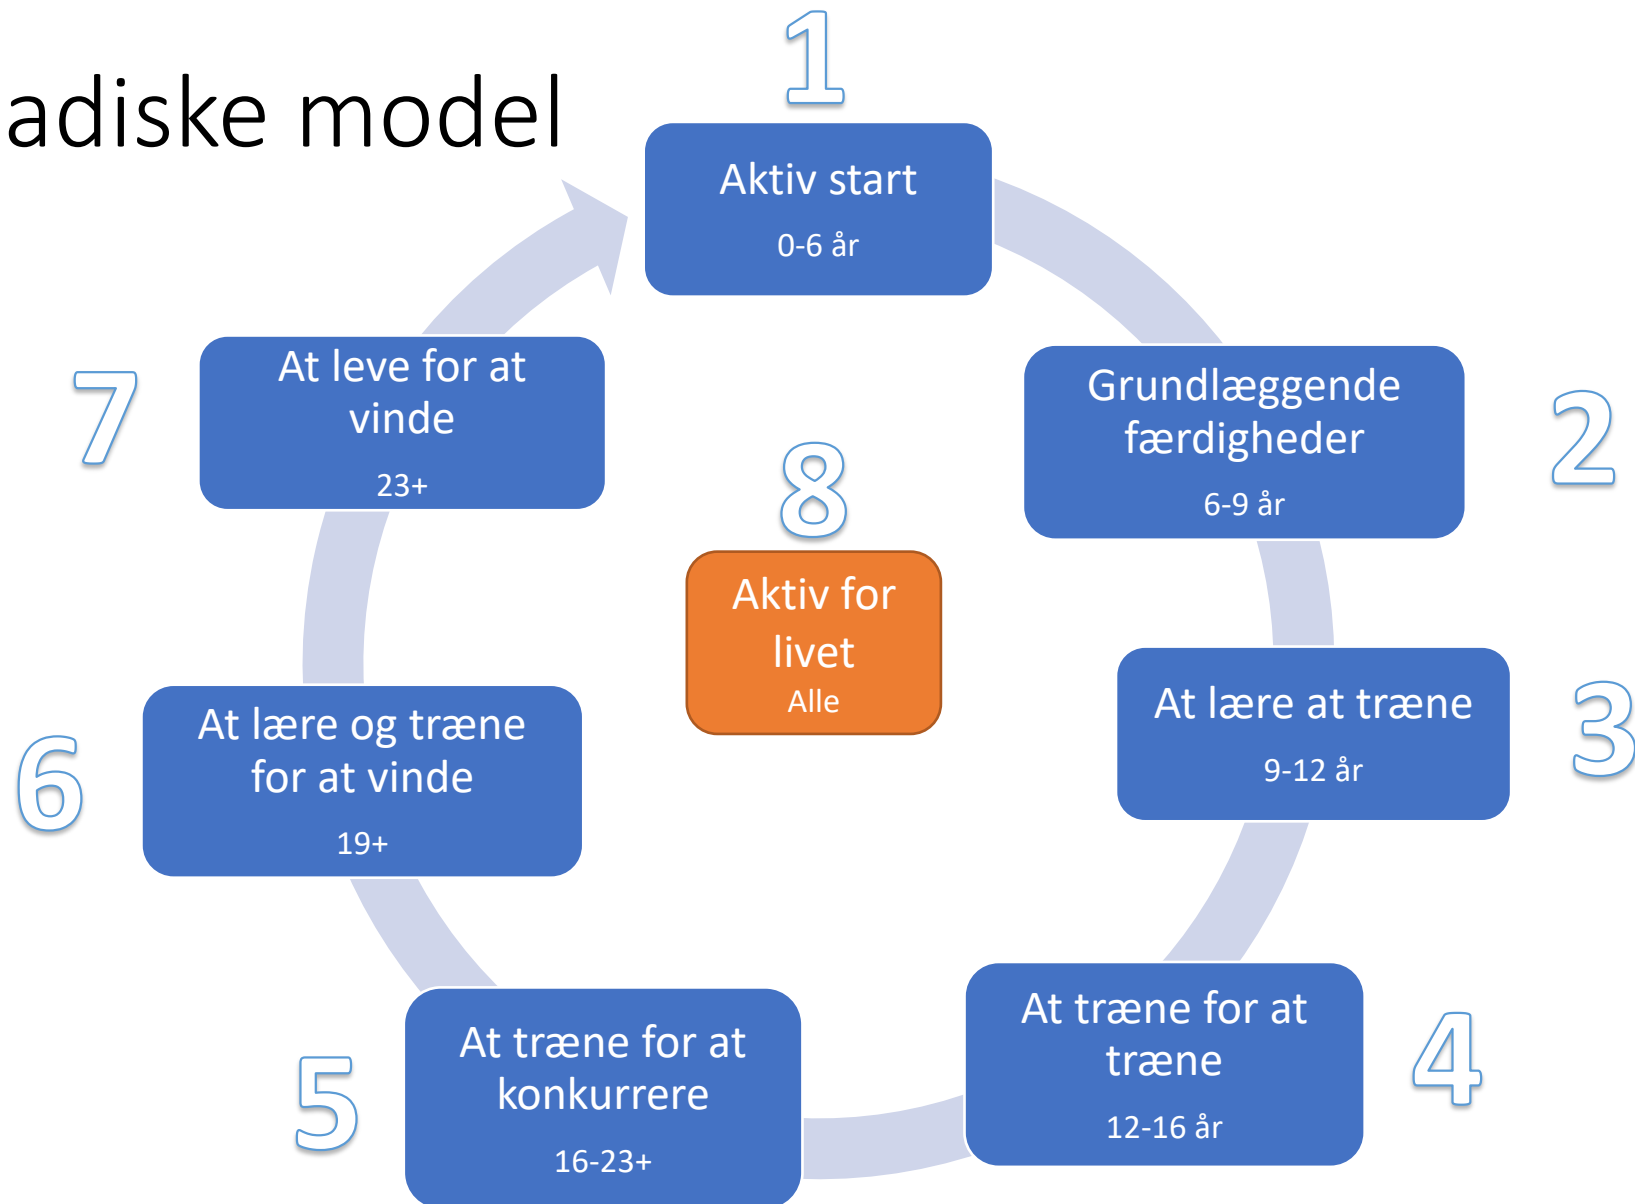 adiske model
1
Aktiv start
0-6 år
2
Grundlæggende
færdigheder
6-9 år
3
At lære at træne
9-12 år
4
At træne for at
træne
12-16 år
5
At træne for at
konkurrere
16-23+
6
At lære og træne
for at vinde
19+
7
At leve for at
vinde
23+
8
Aktiv for
livet
Alle